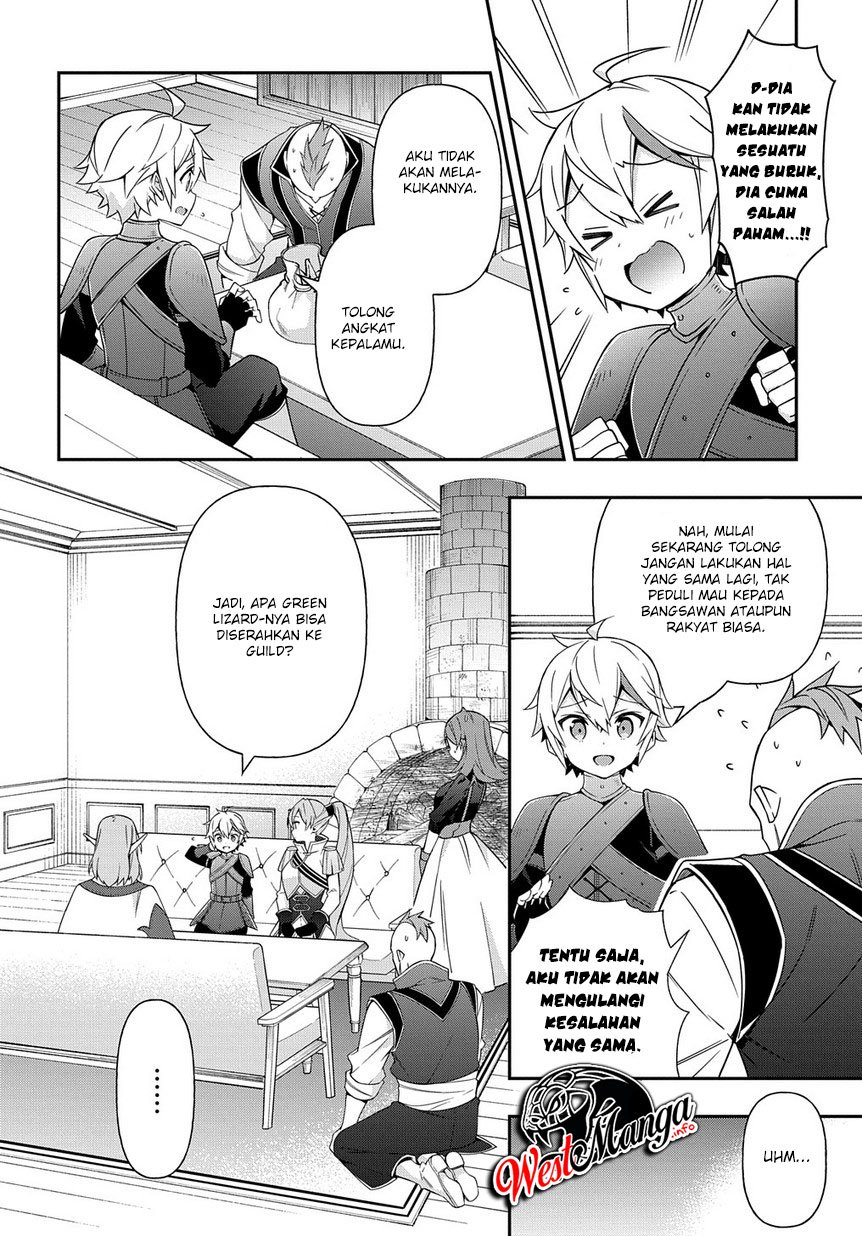 D-DIA
KAN TIDAK
MELAKUKAN
SESUATU
YANG BURUK,
DIA CUMA
SALAH
PAHAM...!!
AKU TIDAK
AKAN MELA-
KUKANNYA.
TOLONG
ANGKAT
KEPALAMU.
NAH, MULAI
SEKARANG TOLONG
JANGAN LAKUKAN HAL
YANG SAMA LAGI, TAK
PEDULI MAU KEPADA
BANGSAWAN ATAUPUN
RAKYAT BIASA.
TENTU SAJA,
AKU TIDAK AKAN
MENGULANGI
KESALAHAN
YANG SAMA.
JADI, APA GREEN
LIZARD-NYA BISA
DISERAHKAN KE
GUILD?
......
UHM...
WestManga
.info